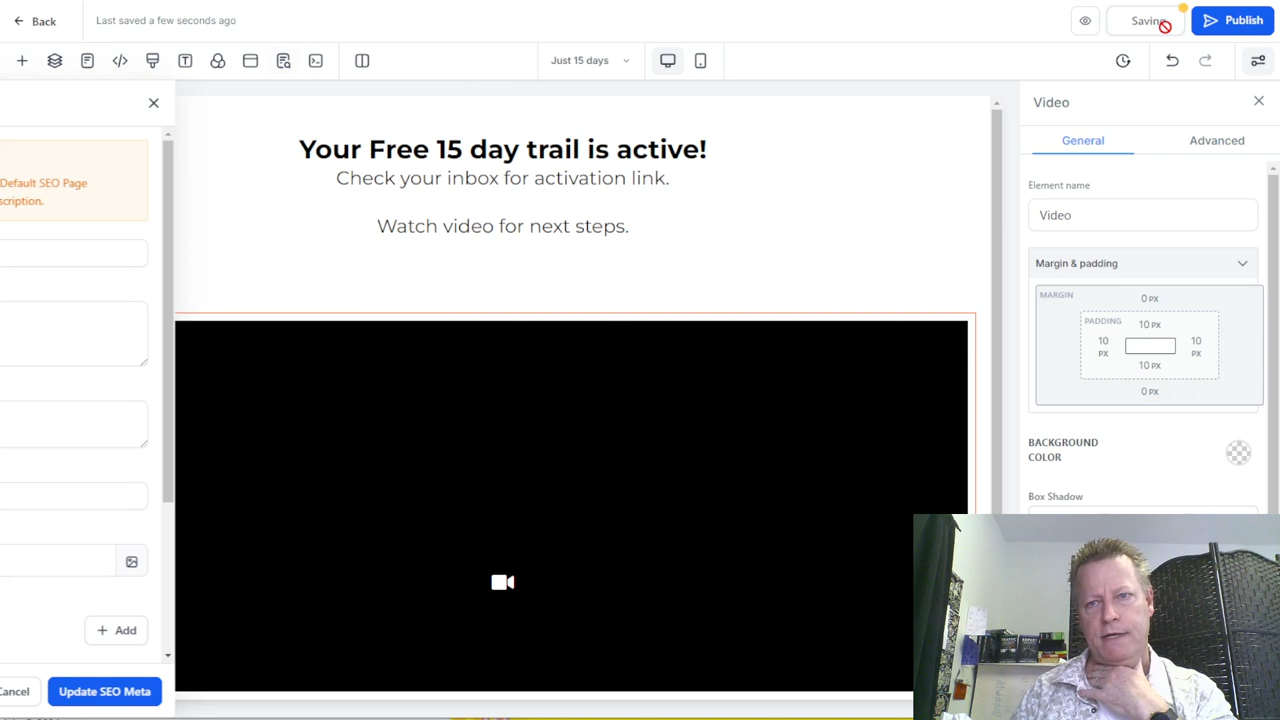 Back
Last saved a few seconds ago
Saving
Publish
Just 15 days
Default SEO Page
scription.
Add
Cancel
Update SEO Meta
Your Free 15 day trail is active!
Check your inbox for activation link.
Watch video for next steps.
Video
General
Advanced
Element name
Video
Margin & padding
MARGIN
0 PX
PADDING
10 PX
10 PX
10 PX
10 PX
0 PX
BACKGROUND
COLOR
Box Shadow